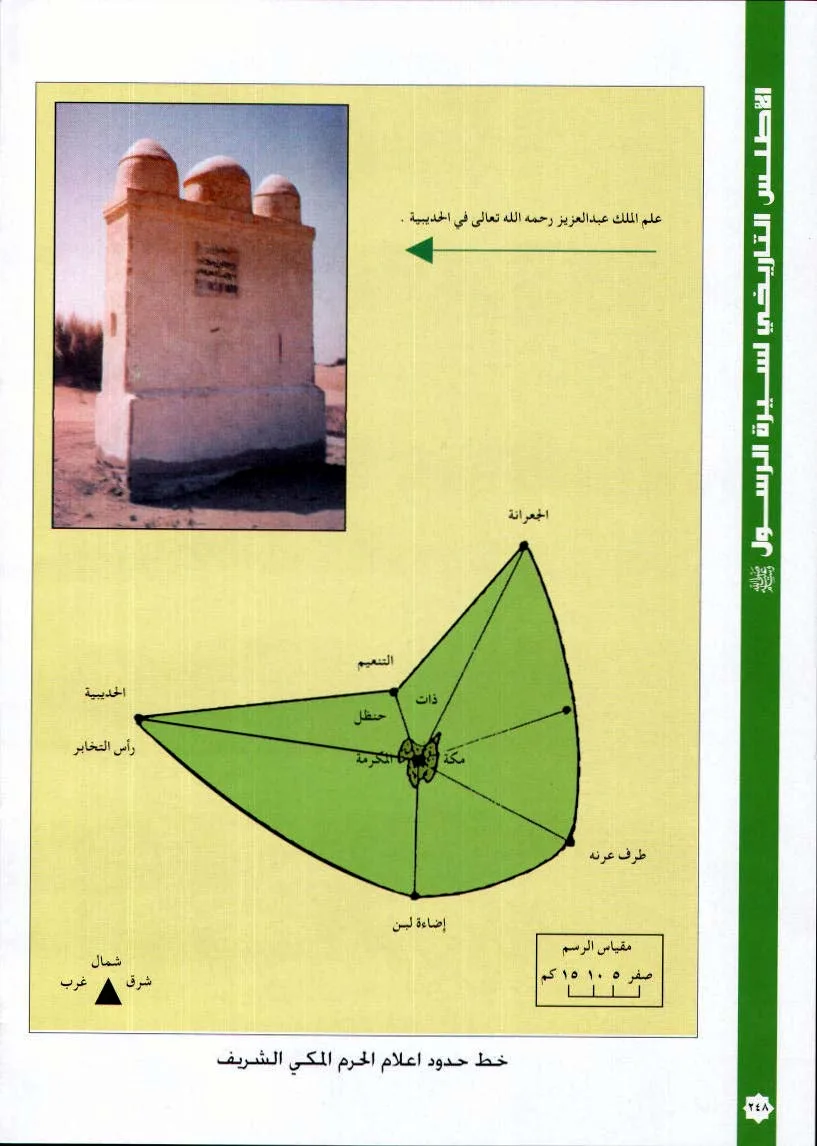 الأطلس التاريخي لسيرة الرسول ﷺ
علم الملك عبدالعزيز رحمه الله تعالى في الحديبية .
الجعرانة
التنعيم
ذات
حنظل
الحديبية
رأس التخابر
مكة المكرمة
طرف عرنه
إضاءة لبن
مقياس الرسم
صفر ٥ ١٠ ١٥ كم
شمال
شرق غرب
خط حدود اعلام الحرم المكي الشريف
٢٤٨